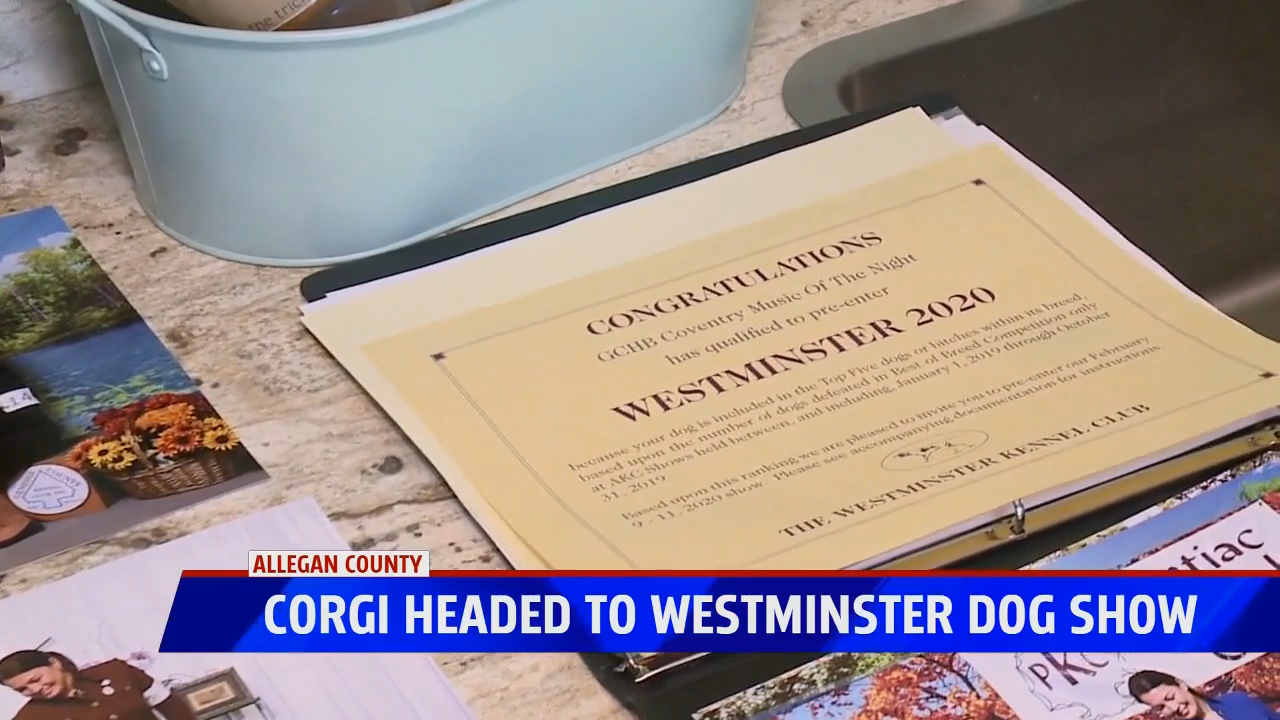 CONGRATULATIONS
GCHB Coventry Music Of The Night
has qualified to pre-enter
WESTMINSTER 2020
because your dog is included in the Top Five dogs or bitches within its breed,
based upon the number of dogs defeated in Best of Breed Competition only
at AKC Shows held between, and including, January 1, 2019 through October
31, 2019.
Based upon this ranking we are pleased to invite you to pre-enter our February
9 - 11, 2020 show. please see accompanying documentation for instructions.
THE WESTMINSTER KENNEL CLUB
ALLEGAN COUNTY
CORGI HEADED TO WESTMINSTER DOG SHOW